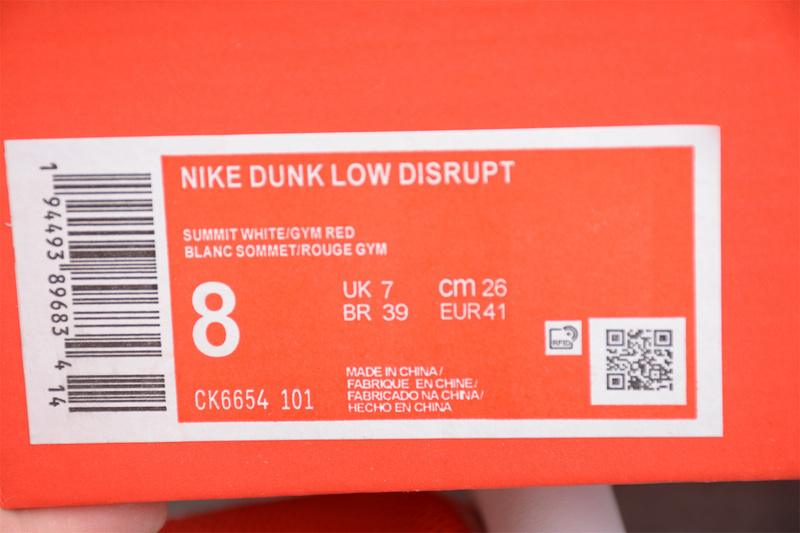 NIKE DUNK LOW DISRUPT
SUMMIT WHITE/GYM RED
BLANC SOMMET/ROUGE GYM
8
UK 7
cm 26
BR 39
EUR 41
CK6654 101
MADE IN CHINA/
FABRIQUE EN CHINE/
FABRICADO NA CHINA/
HECHO EN CHINA
RFID
1 94493 89683 4 14